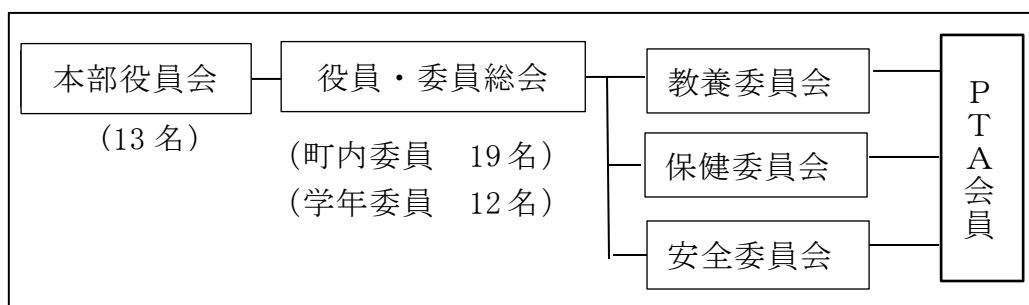 本部役員会
(13名)
役員・委員総会
(町内委員　19名)
(学年委員　12名)
教養委員会
保健委員会
安全委員会
PTA会員